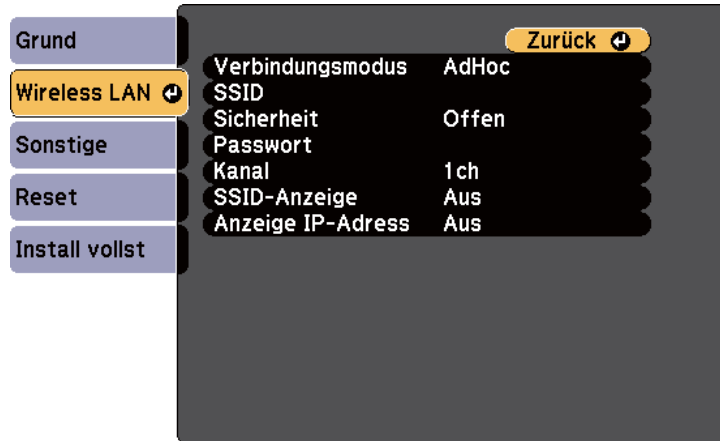 Grund
Wireless LAN
Sonstige
Reset
Install vollst
Zurück
Verbindungsmodus AdHoc
SSID
Sicherheit Offen
Passwort
Kanal 1ch
SSID-Anzeige Aus
Anzeige IP-Adress Aus